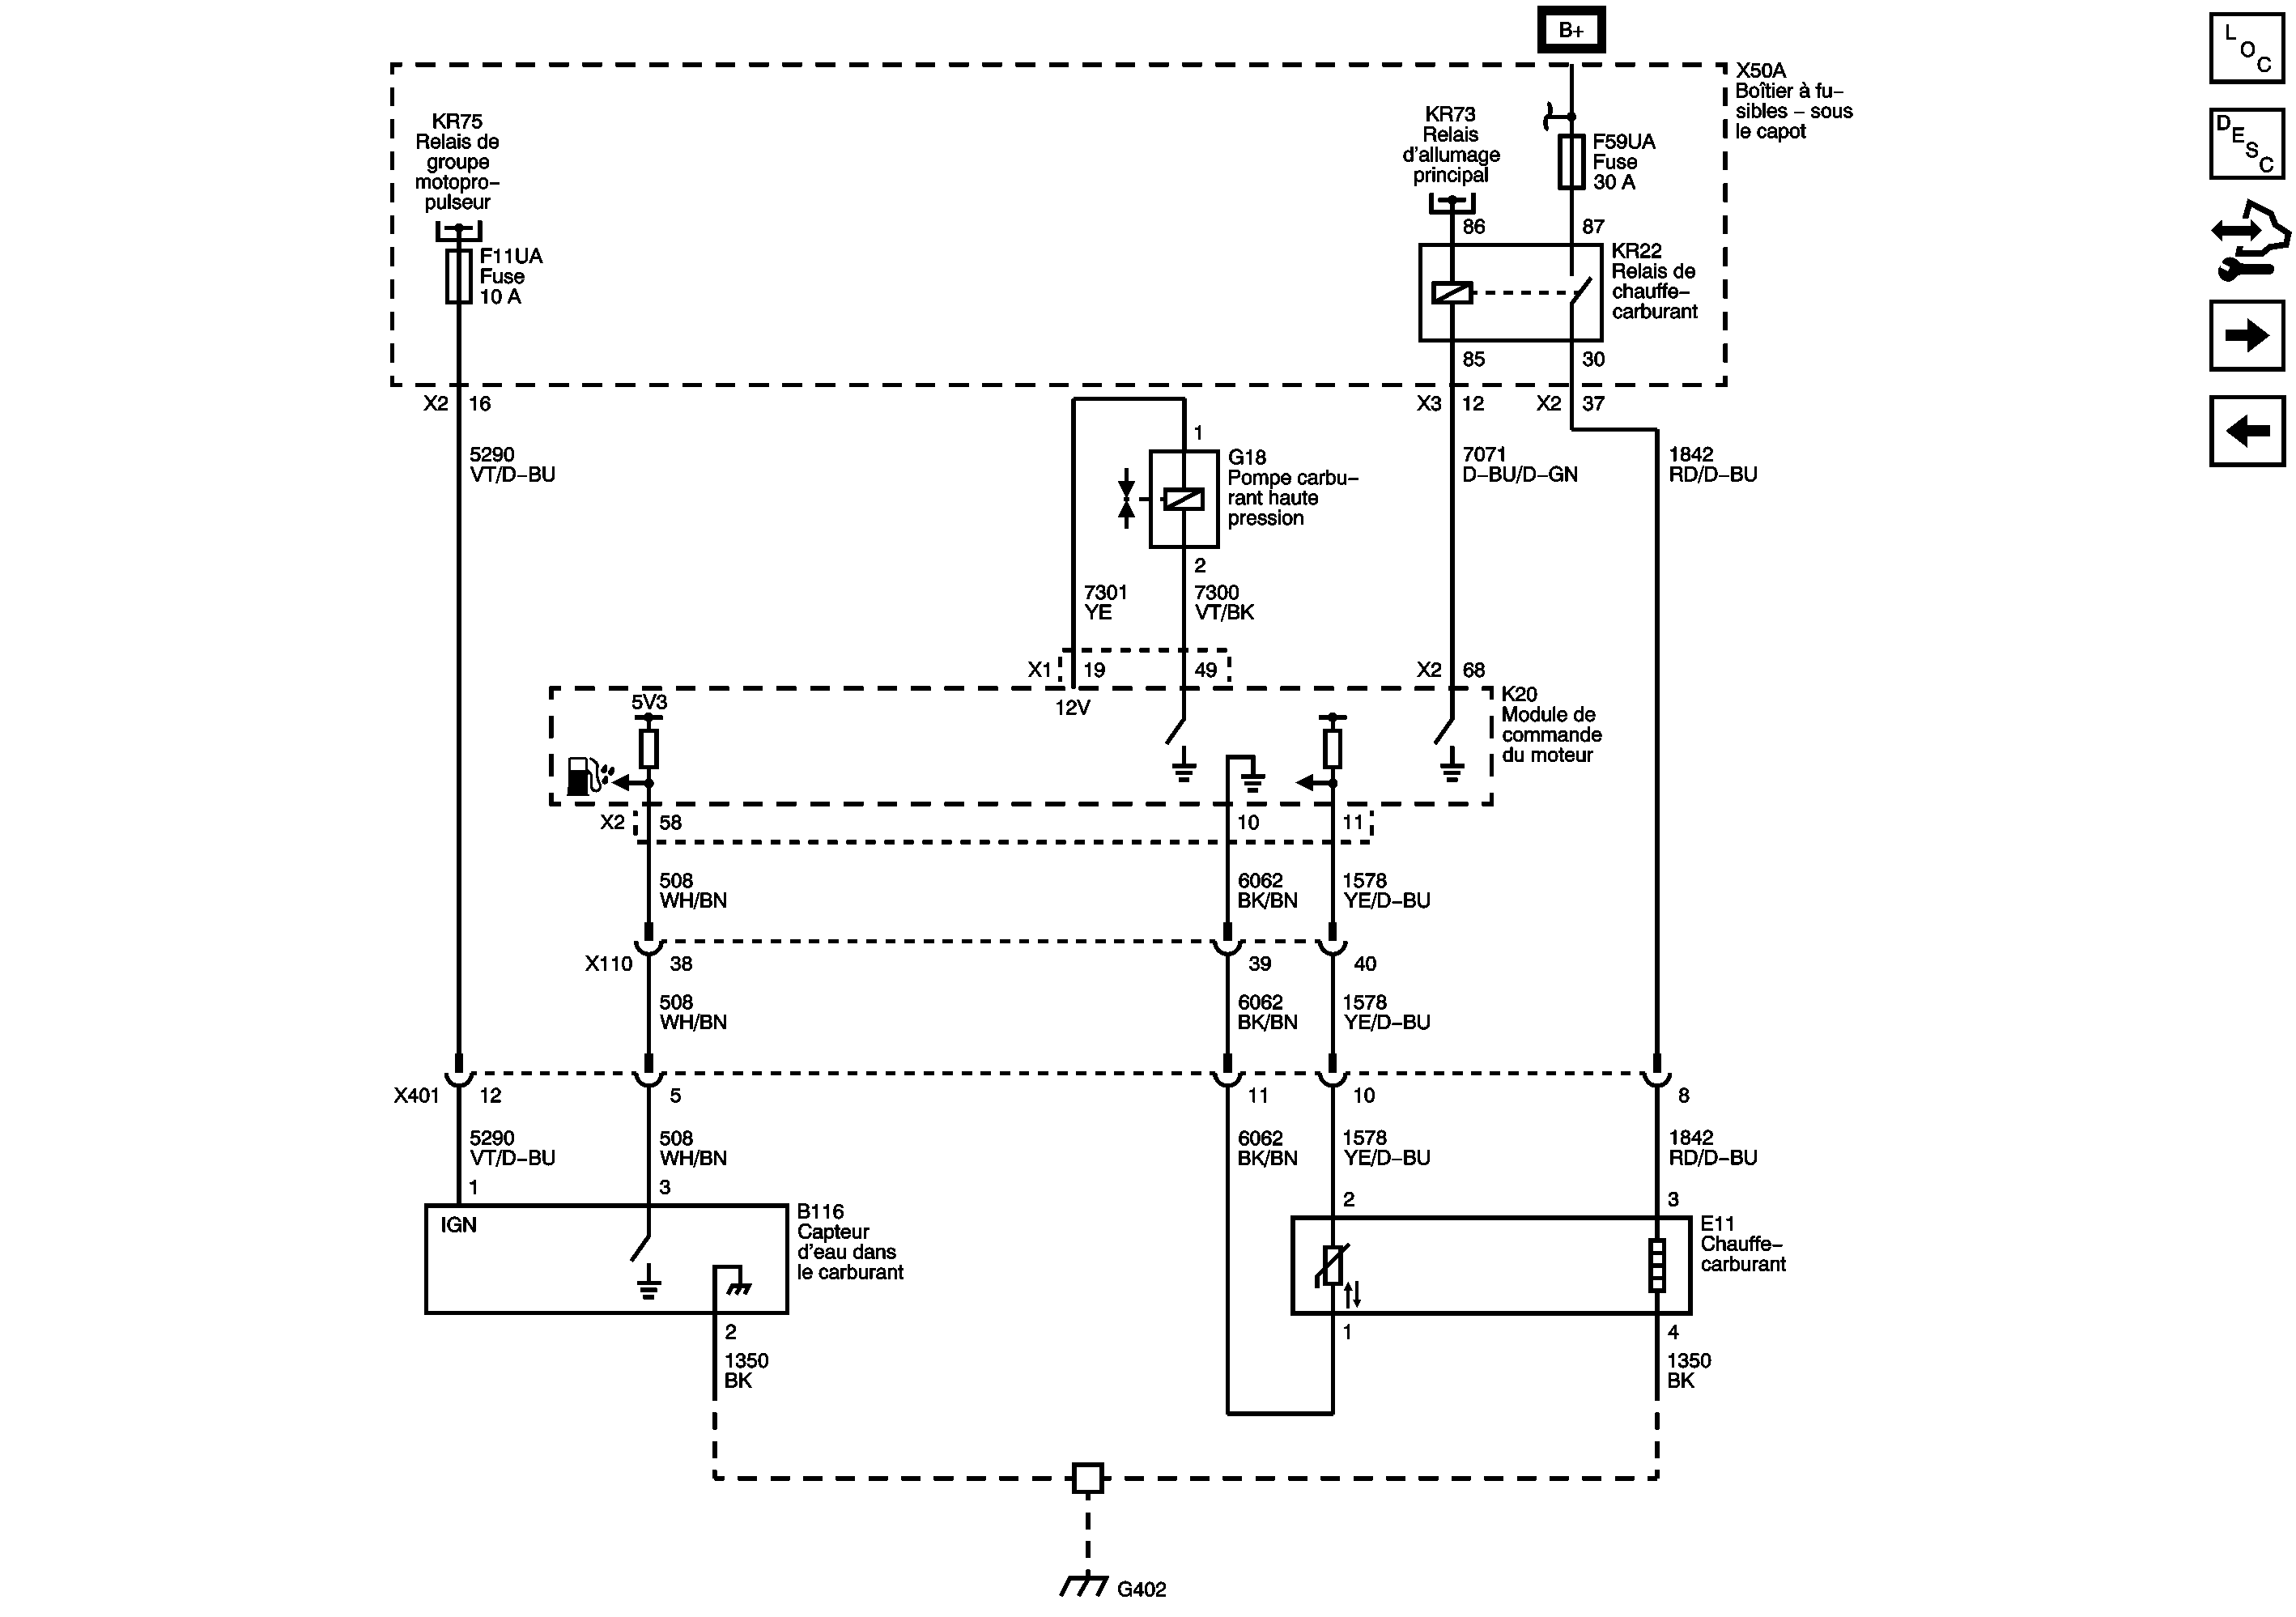 B+
L
O
C
D
E
S
C
X50A
Boîtier à fu–
sibles – sous
le capot
KR75
Relais de
groupe
motopro–
pulseur
F11UA
Fuse
10 A
KR73
Relais
d'allumage
principal
F59UA
Fuse
30 A
86
87
KR22
Relais de
chauffe–
carburant
85
30
X2
16
X3
12
X2
37
5290
VT/D–BU
1
G18
Pompe carbu–
rant haute
pression
2
7071
D–BU/D–GN
1842
RD/D–BU
7301
YE
7300
VT/BK
X1
19
49
X2
68
5V3
12V
K20
Module de
commande
du moteur
X2
58
10
11
508
WH/BN
6062
BK/BN
1578
YE/D–BU
X110
38
39
40
508
WH/BN
6062
BK/BN
1578
YE/D–BU
X401
12
5
11
10
8
5290
VT/D–BU
508
WH/BN
6062
BK/BN
1578
YE/D–BU
1842
RD/D–BU
1
3
2
3
IGN
B116
Capteur
d'eau dans
le carburant
E11
Chauffe–
carburant
2
1
4
1350
BK
1350
BK
G402